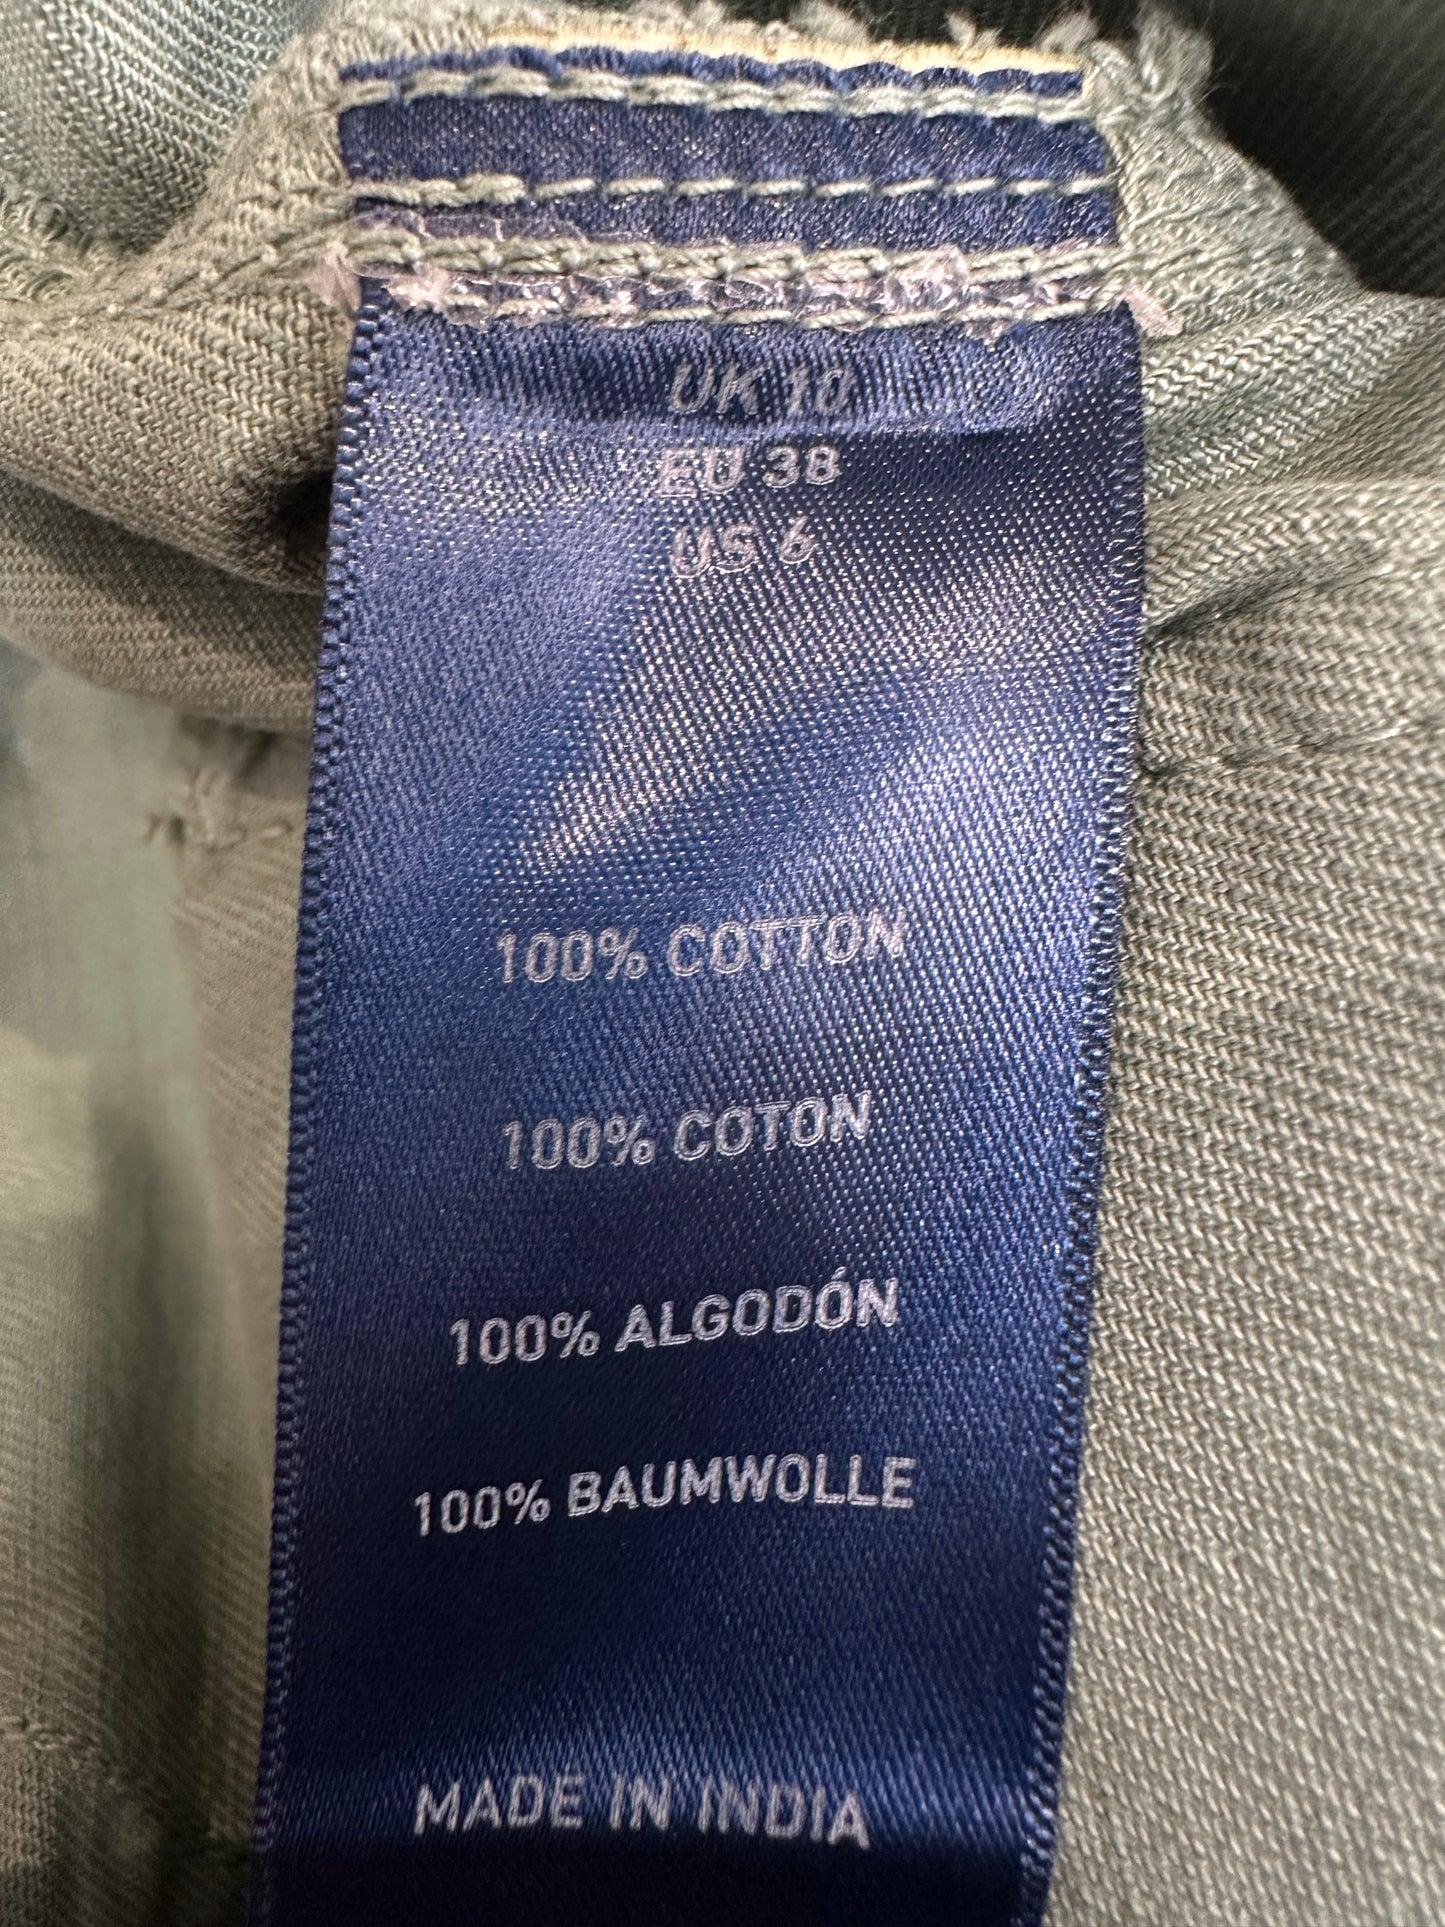 UK 10
EU 38
US 6
100% COTTON
100% COTON
100% ALGODÓN
100% BAUMWOLLE
MADE IN INDIA